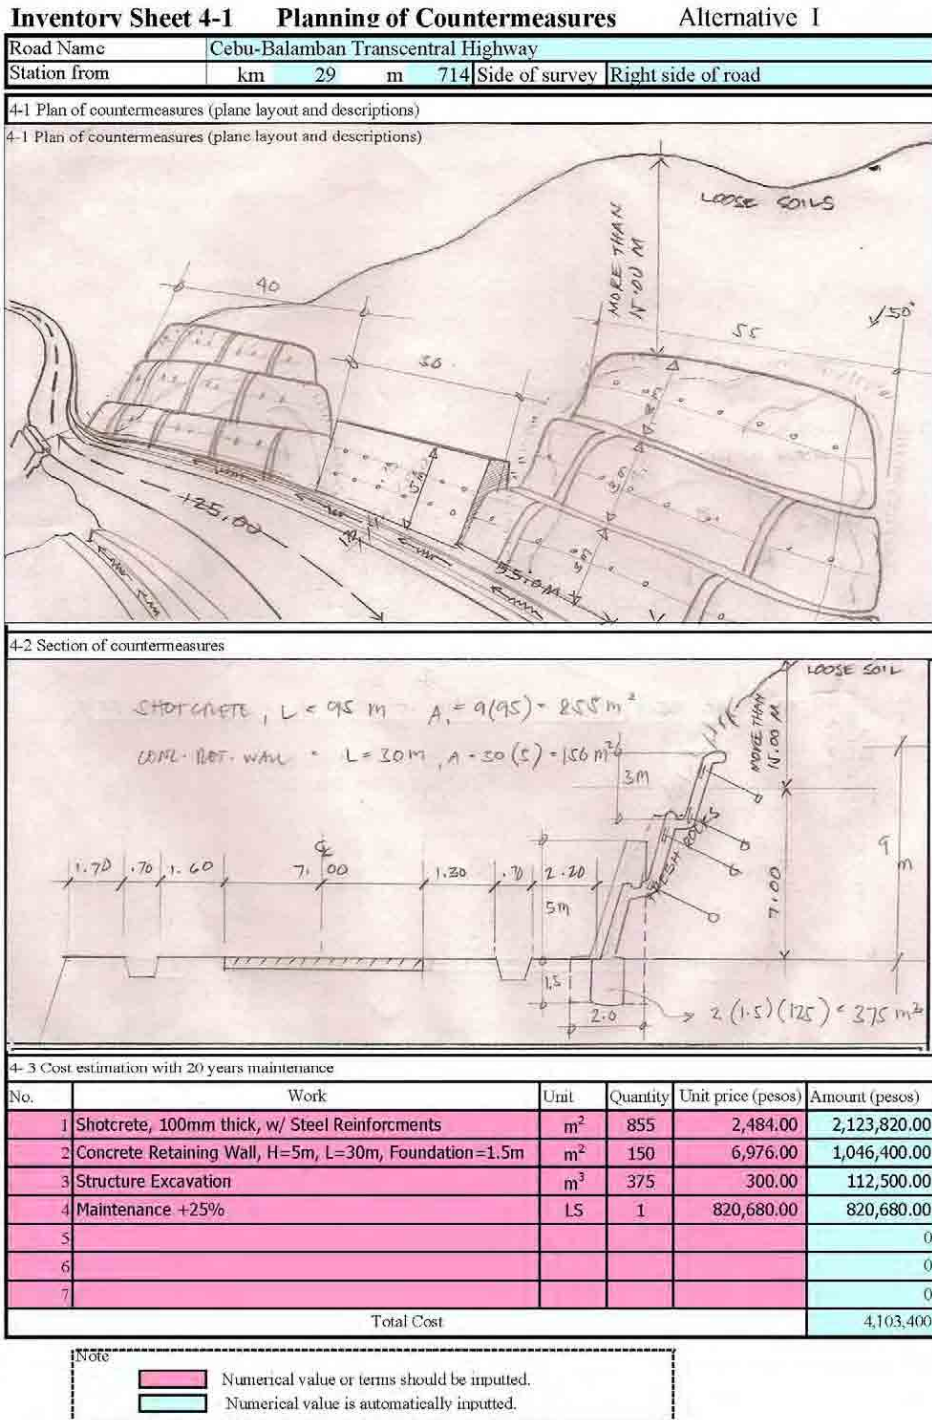 Inventory Sheet 4-1 Planning of Countermeasures Alternative I
Road Name Cebu-Balamban Transcentral Highway
Station from km 29 m 714 Side of survey Right side of road
4-1 Plan of countermeasures (plane layout and descriptions)
4-1 Plan of countermeasures (plane layout and descriptions)
LOOSE SOILS
MORE THAN
15.00 M
40
30
55
50°
5M
3M
3M
125.00
55.0 M
4-2 Section of countermeasures
LOOSE SOIL
SHOTCRETE, L = 95 m A1 = 9(95) = 855 m²
CONC. RET. WALL = L = 30m, A = 30(5) = 150 m²
MORE THAN
15.00 M
3M
1.70 .70 1.60 7.00 1.30 .70 2.20
5m
9
m
7.00
1.5
2.0
2(1.5)(125) = 375 m²
4- 3 Cost estimation with 20 years maintenance
No. Work Unit Quantity Unit price (pesos) Amount (pesos)
1 Shotcrete, 100mm thick, w/ Steel Reinforcments m² 855 2,484.00 2,123,820.00
2 Concrete Retaining Wall, H=5m, L=30m, Foundation=1.5m m² 150 6,976.00 1,046,400.00
3 Structure Excavation m³ 375 300.00 112,500.00
4 Maintenance +25% LS 1 820,680.00 820,680.00
5 0
6 0
7 0
Total Cost 4,103,400
Note
Numerical value or terms should be inputted.
Numerical value is automatically inputted.